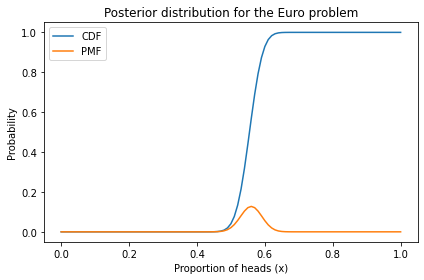 Posterior distribution for the Euro problem
CDF
PMF
1.0
0.8
0.6
0.4
0.2
0.0
Probability
0.0 0.2 0.4 0.6 0.8 1.0
Proportion of heads (x)